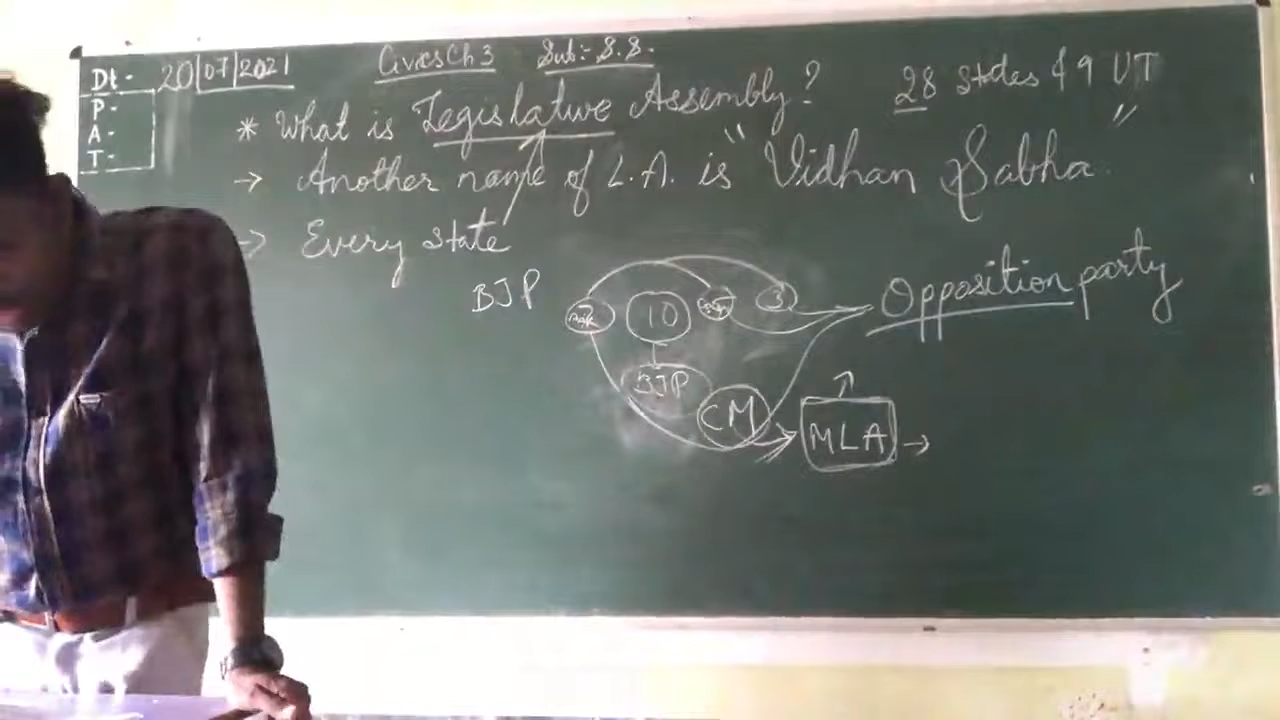 Dt - 20/07/2021 Civics Ch 3 Sub:- S.S.
P -
A -
T -
28 States & 9 UT
* What is Legislative Assembly?
→ Another name of L.A. is "Vidhan Sabha"
→ Every state
BJP
10
3
Opposition party
BJP
CM
MLA →